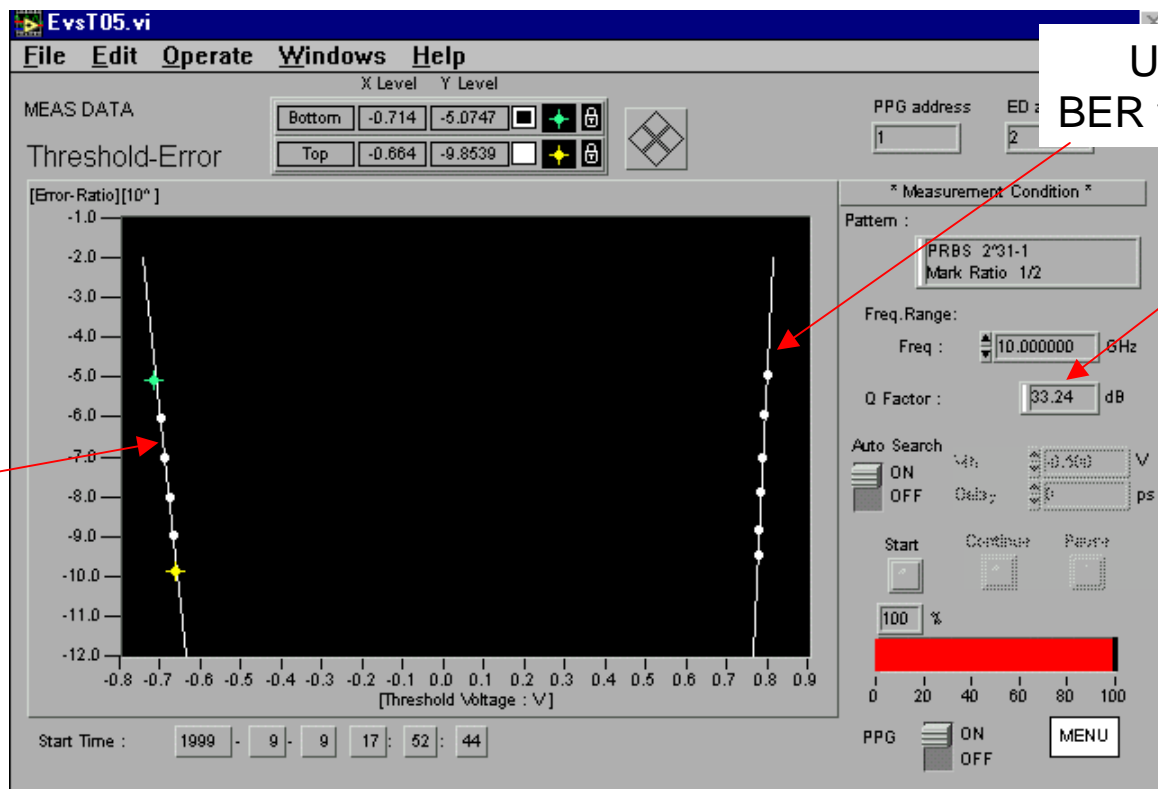 EvsT05.vi
File Edit Operate Windows Help
U
BER
X Level Y Level
MEAS DATA
Bottom -0.714 -5.0747
Top -0.664 -9.8539
Threshold-Error
PPG address ED
1 2
[Error-Ratio][10^]
-1.0
-2.0
-3.0
-4.0
-5.0
-6.0
-7.0
-8.0
-9.0
-10.0
-11.0
-12.0
-0.8 -0.7 -0.6 -0.5 -0.4 -0.3 -0.2 -0.1 0.0 0.1 0.2 0.3 0.4 0.5 0.6 0.7 0.8 0.9
[Threshold Voltage : V]
* Measurement Condition *
Pattern :
PRBS 2^31-1
Mark Ratio 1/2
Freq.Range:
Freq : 10.000000 GHz
Q Factor : 33.24 dB
Auto Search
ON
OFF
V
Delay 0 ps
Start Continue Pause
100 %
0 20 40 60 80 100
Start Time : 1999 - 9 - 9 17 : 52 : 44
PPG ON
OFF
MENU